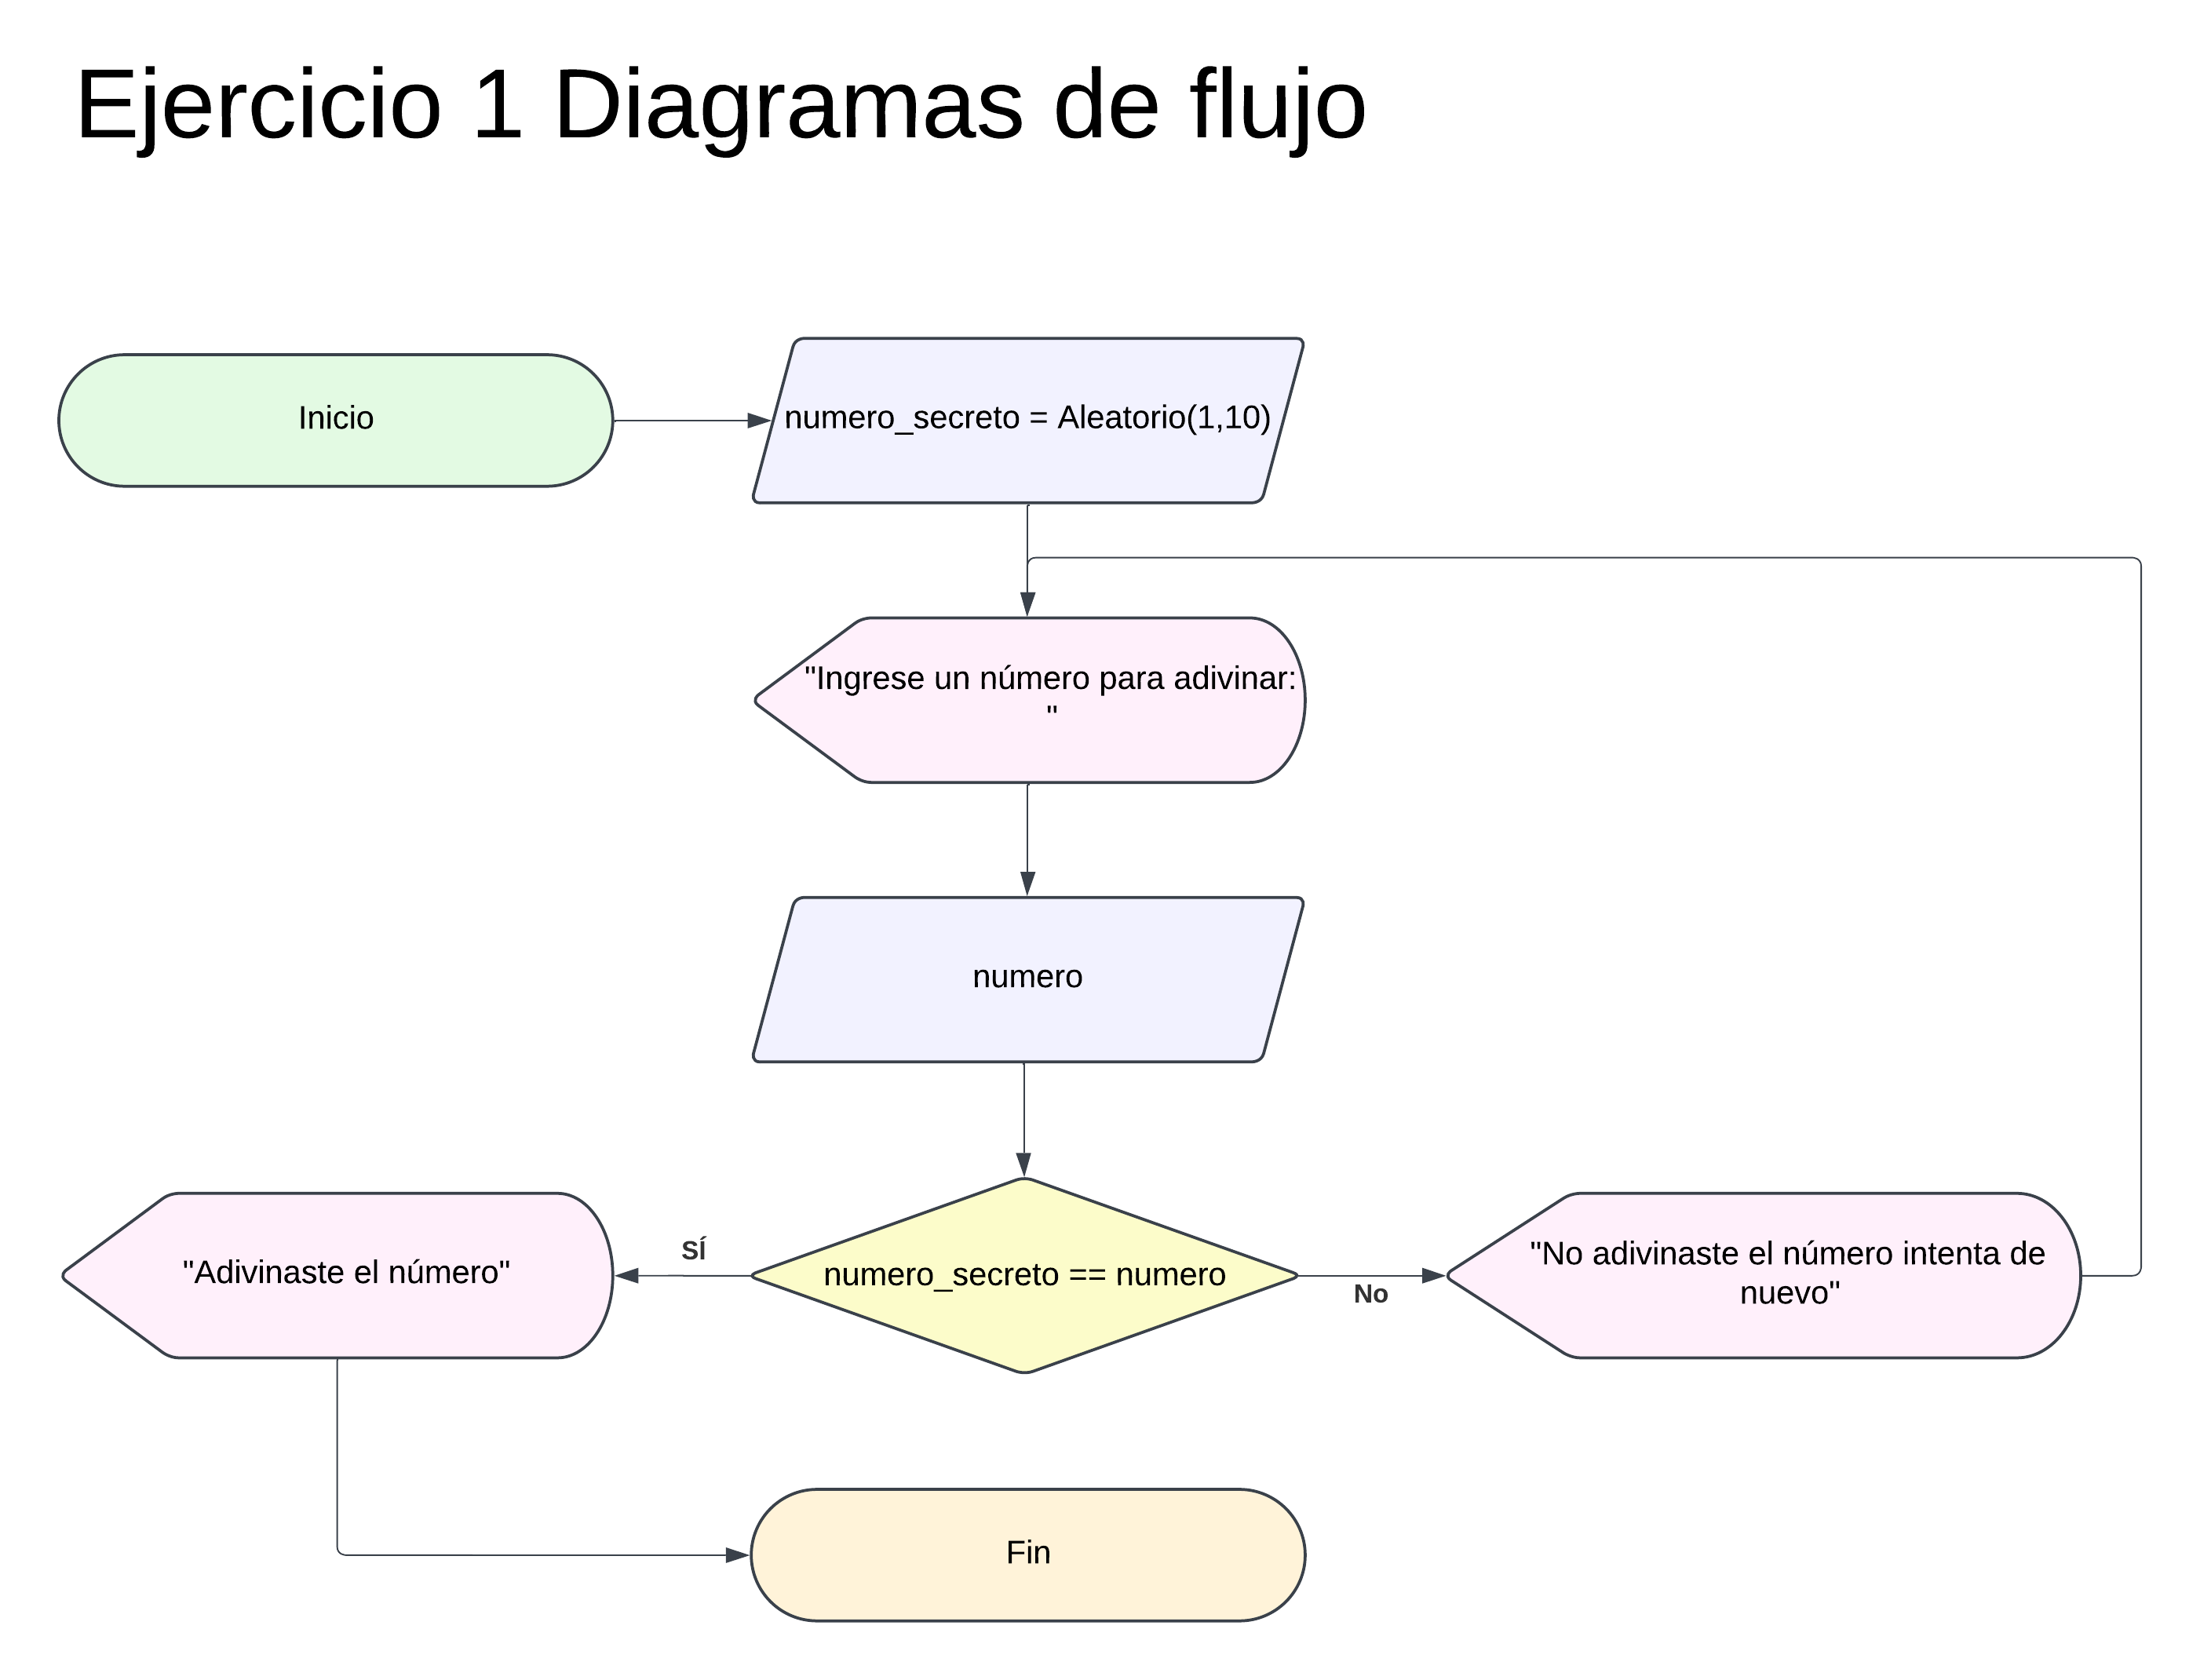 Ejercicio 1 Diagramas de flujo
Inicio
numero_secreto = Aleatorio(1,10)
"Ingrese un número para adivinar:
"
numero
numero_secreto == numero
SÍ
"Adivinaste el número"
No
"No adivinaste el número intenta de
nuevo"
Fin